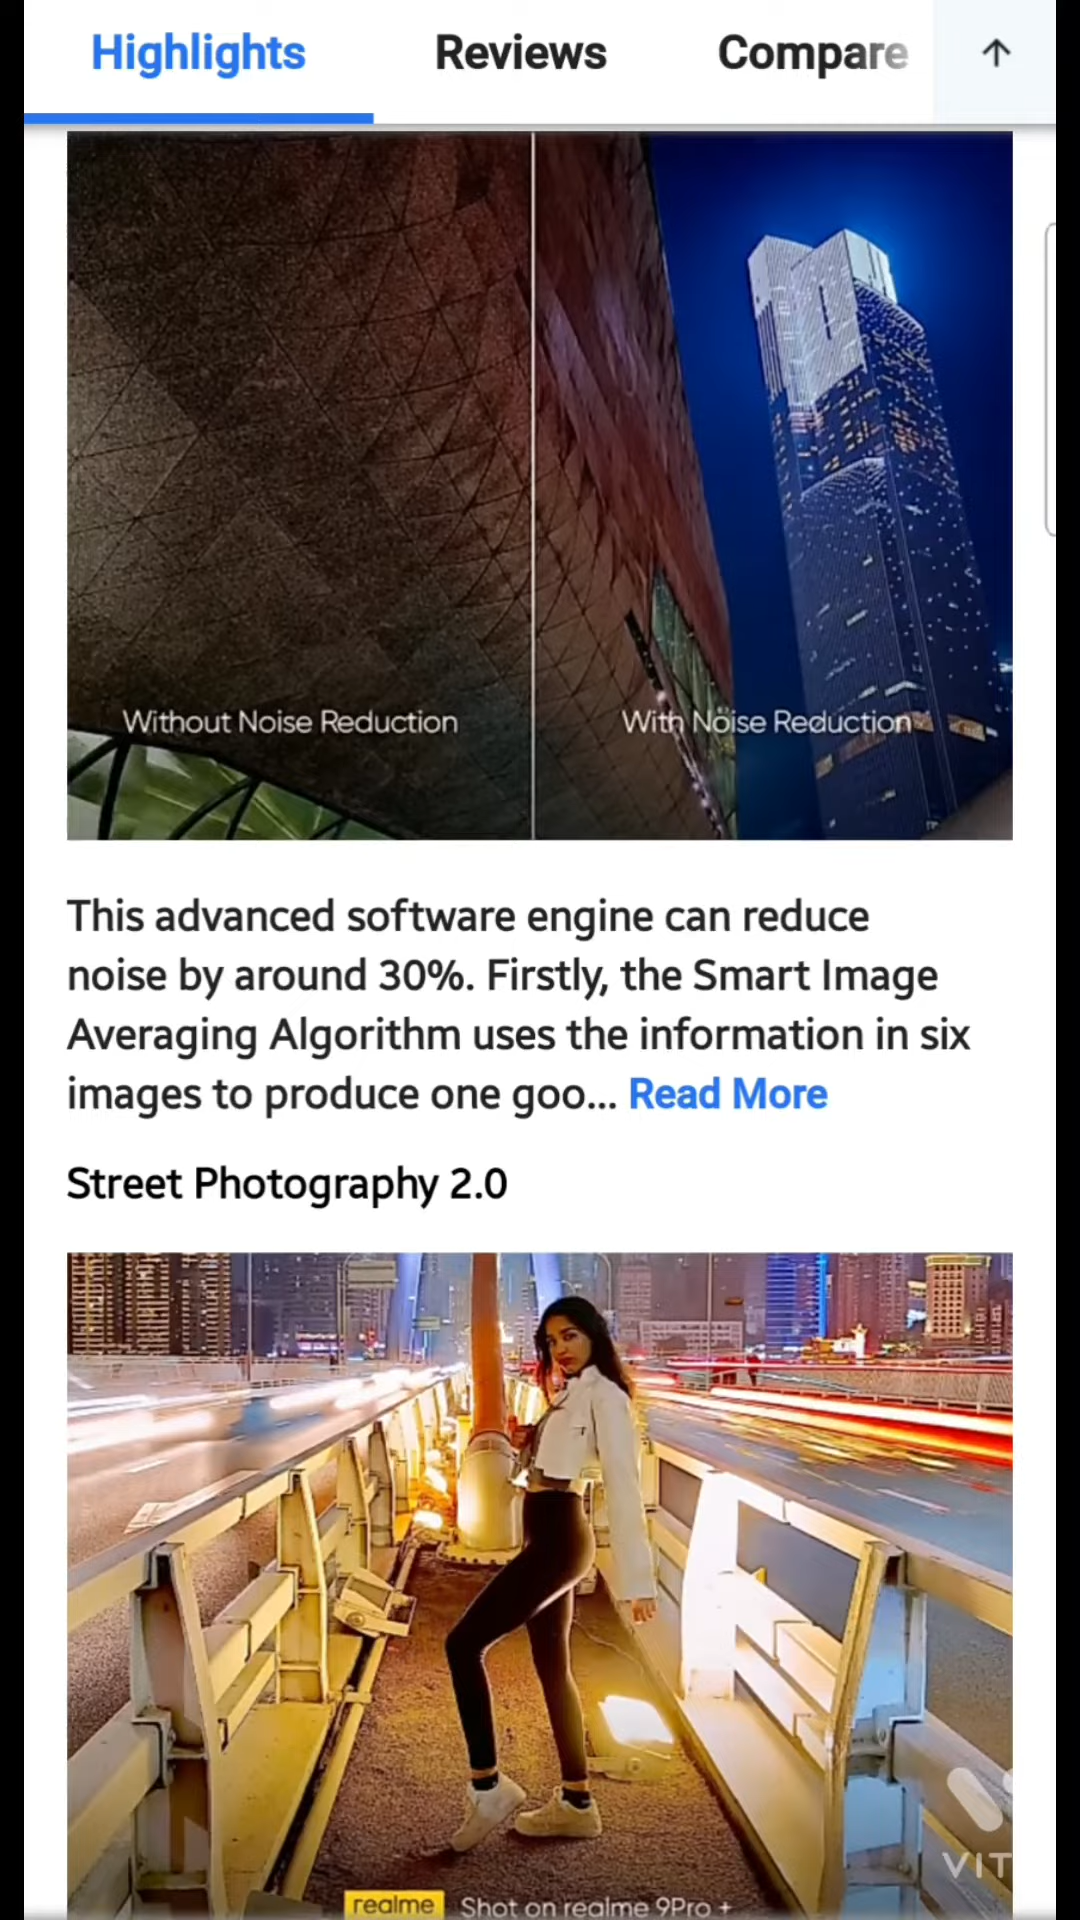 Highlights Reviews Compare
Without Noise Reduction With Noise Reduction
This advanced software engine can reduce
noise by around 30%. Firstly, the Smart Image
Averaging Algorithm uses the information in six
images to produce one goo... Read More
Street Photography 2.0
VIT
realme Shot on realme 9Pro +